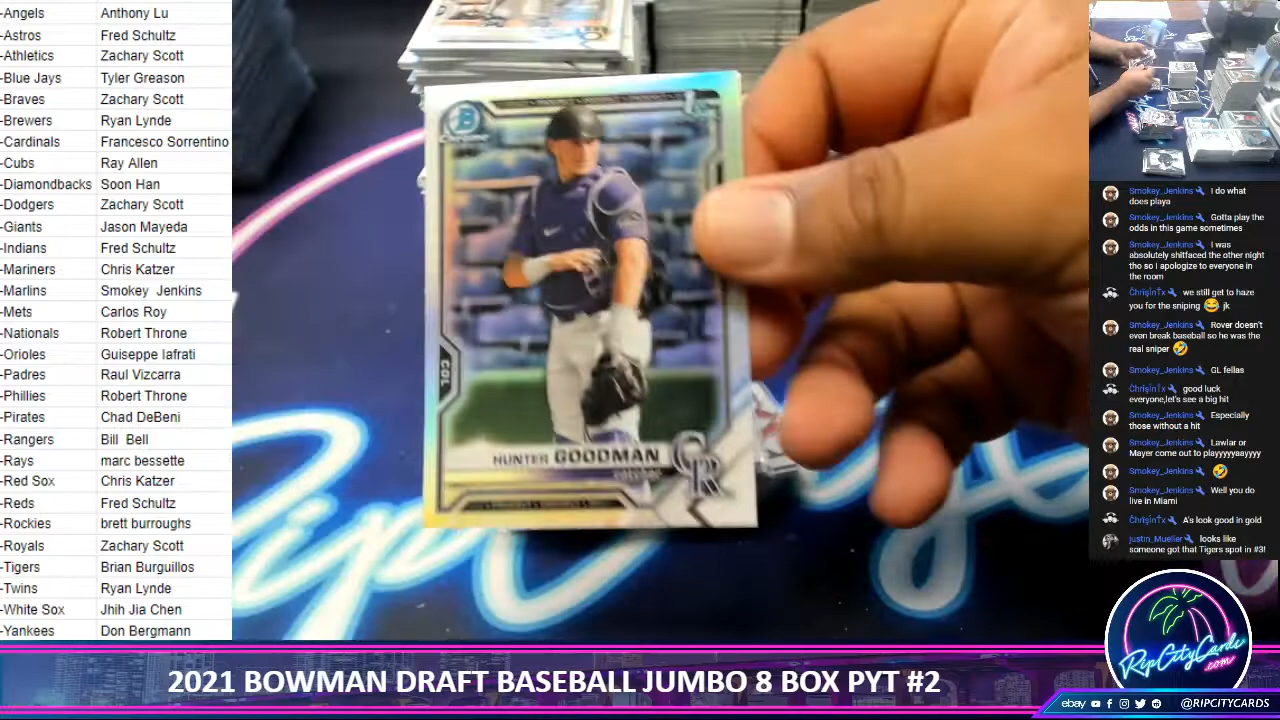 -Angels Anthony Lu
-Astros Fred Schultz
-Athletics Zachary Scott
-Blue Jays Tyler Greason
-Braves Zachary Scott
-Brewers Ryan Lynde
-Cardinals Francesco Sorrentino
-Cubs Ray Allen
-Diamondbacks Soon Han
-Dodgers Zachary Scott
-Giants Jason Mayeda
-Indians Fred Schultz
-Mariners Chris Katzer
-Marlins Smokey Jenkins
-Mets Carlos Roy
-Nationals Robert Throne
-Orioles Guiseppe Iafrati
-Padres Raul Vizcarra
-Phillies Robert Throne
-Pirates Chad DeBeni
-Rangers Bill Bell
-Rays marc bessette
-Red Sox Chris Katzer
-Reds Fred Schultz
-Rockies brett burroughs
-Royals Zachary Scott
-Tigers Brian Burguillos
-Twins Ryan Lynde
-White Sox Jhih Jia Chen
-Yankees Don Bergmann
Chrome
COL
HUNTER GOODMAN
CR
Smokey_Jenkins I do what
does playa
Smokey_Jenkins Gotta play the
odds in this game sometimes
Smokey_Jenkins I was
absolutely shitfaced the other night
tho so I apologize to everyone in
the room
we still get to haze
you for the sniping 😂 jk
Smokey_Jenkins Rover doesn't
even break baseball so he was the
real sniper 🤣
Smokey_Jenkins GL fellas
good luck
everyone,let's see a big hit
Smokey_Jenkins Especially
those without a hit
Smokey_Jenkins Lawlar or
Mayer come out to playyyyaayyyy
Smokey_Jenkins 🤣
Smokey_Jenkins Well you do
live in Miami
A's look good in gold
justin_Mueller looks like
someone got that Tigers spot in #3!
RipCityCards
.com
2021 BOWMAN DRAFT BASEBALL JUMBO 8 BOX PYT #2
ebay @RIPCITYCARDS